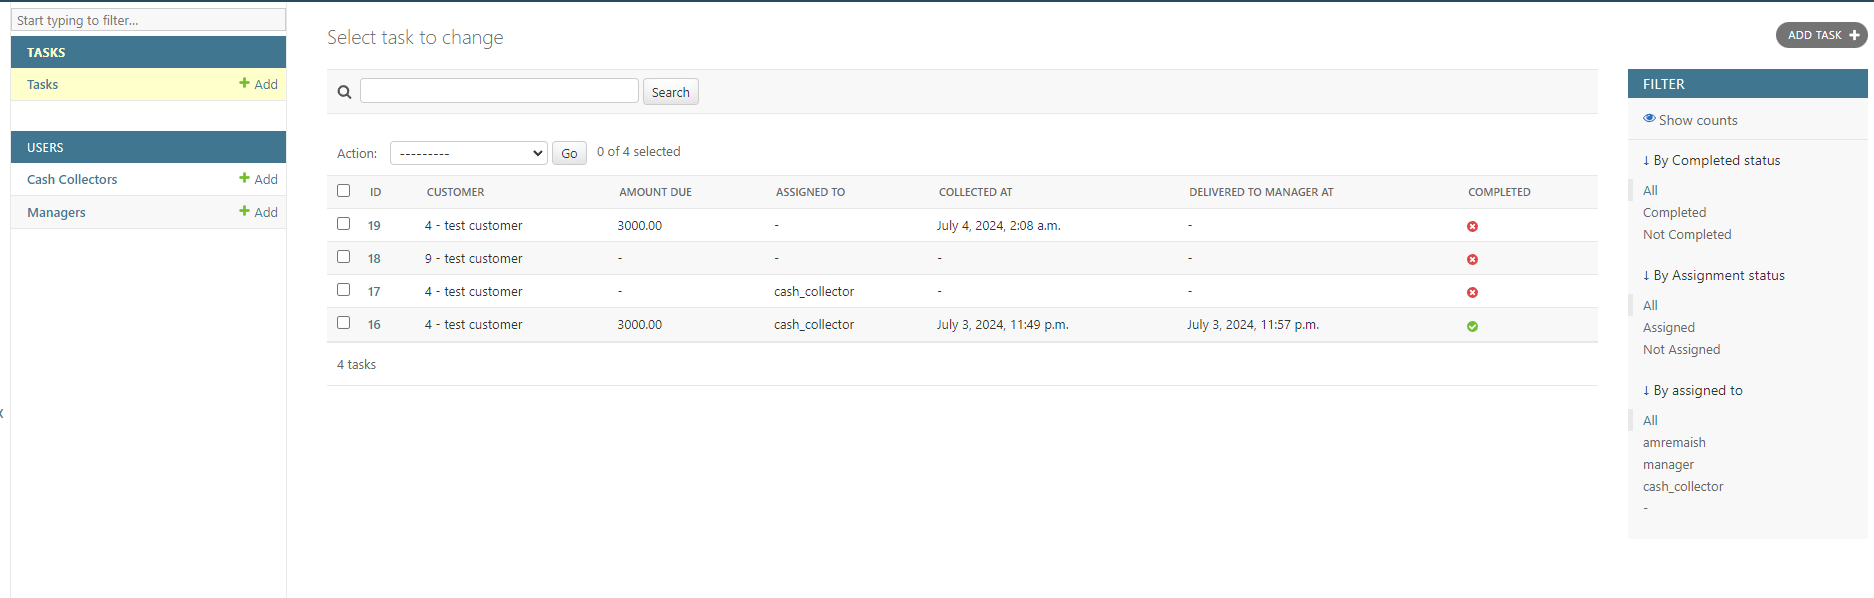 Start typing to filter...
TASKS
Tasks + Add
USERS
Cash Collectors + Add
Managers + Add
Select task to change
ADD TASK +
Search
Action: --------- Go 0 of 4 selected
ID CUSTOMER AMOUNT DUE ASSIGNED TO COLLECTED AT DELIVERED TO MANAGER AT COMPLETED
19 4 - test customer 3000.00 - July 4, 2024, 2:08 a.m. -
18 9 - test customer - - - -
17 4 - test customer - cash_collector - -
16 4 - test customer 3000.00 cash_collector July 3, 2024, 11:49 p.m. July 3, 2024, 11:57 p.m.
4 tasks
FILTER
Show counts
↓ By Completed status
All
Completed
Not Completed
↓ By Assignment status
All
Assigned
Not Assigned
↓ By assigned to
All
amremaish
manager
cash_collector
-